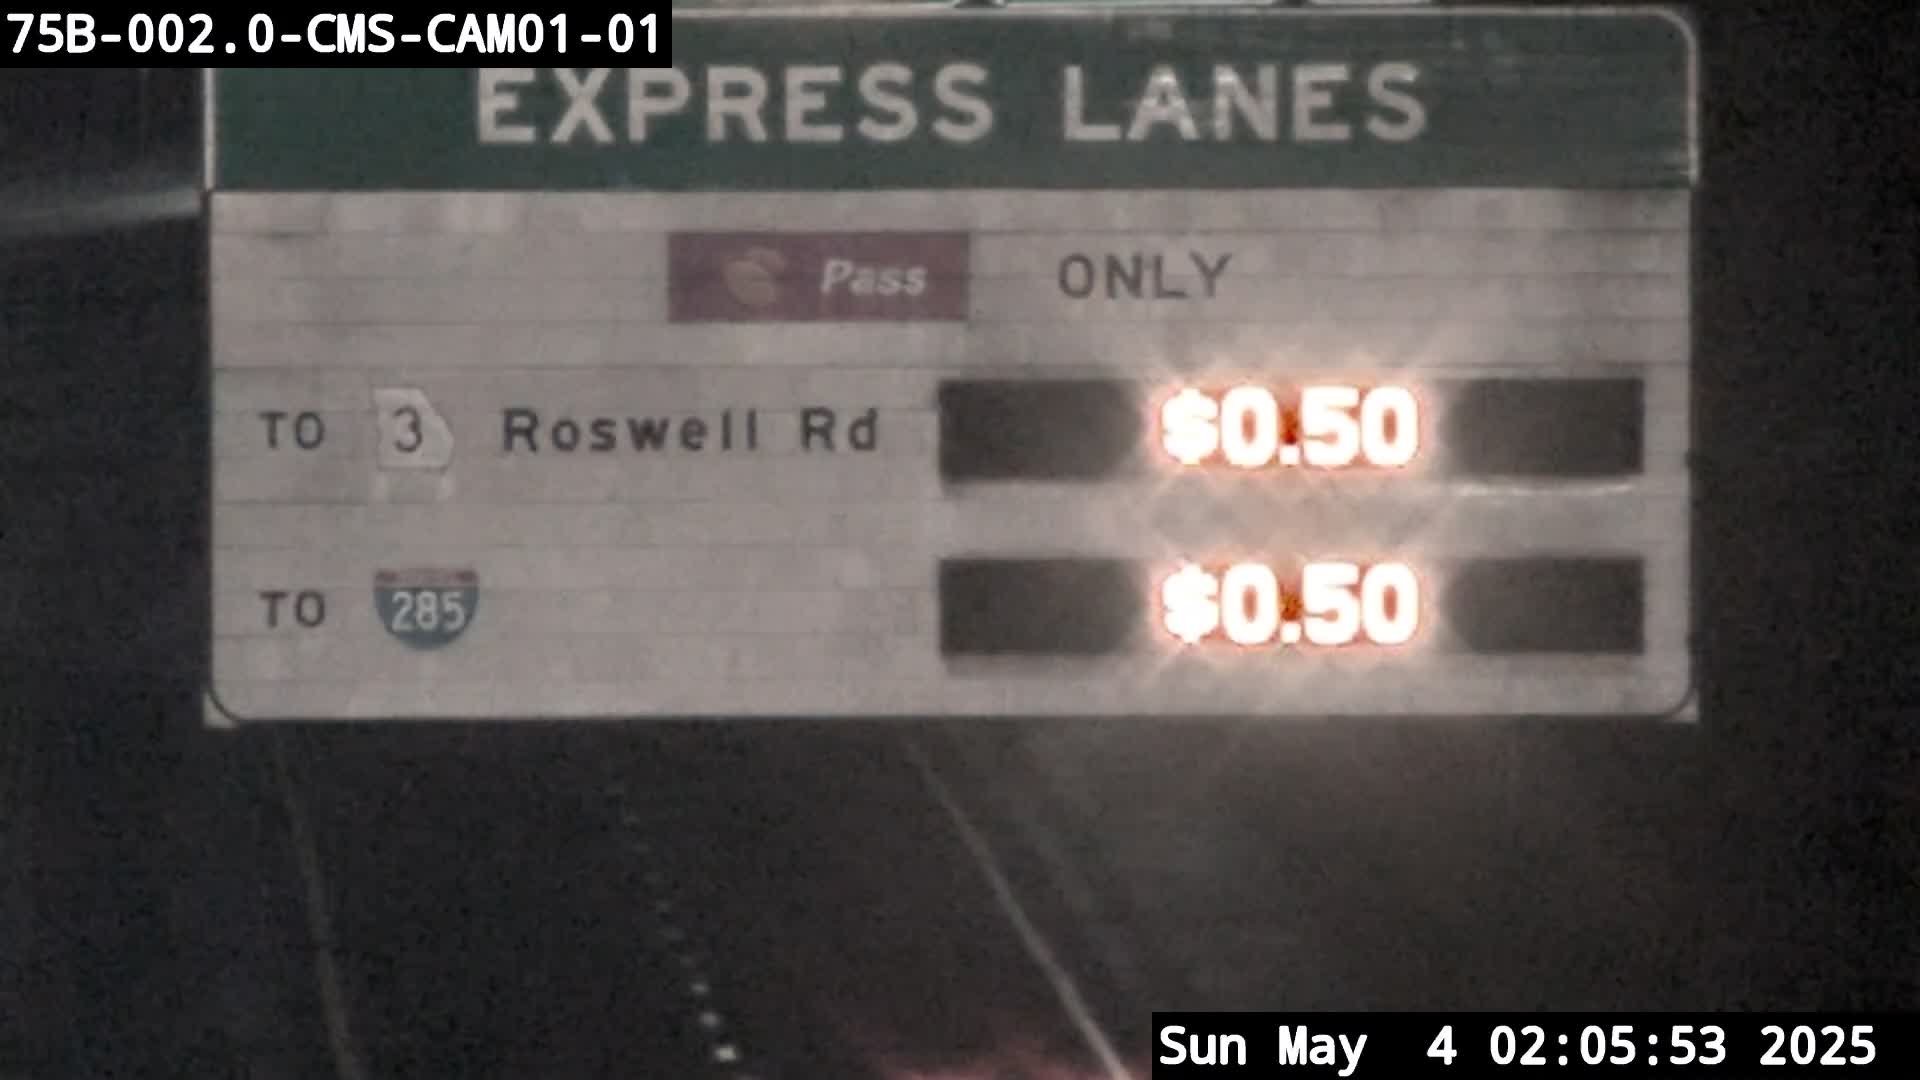 75B-002.0-CMS-CAM01-01
EXPRESS LANES
Pass ONLY
TO 3 Roswell Rd $0.50
TO 285 $0.50
Sun May 4 02:05:53 2025